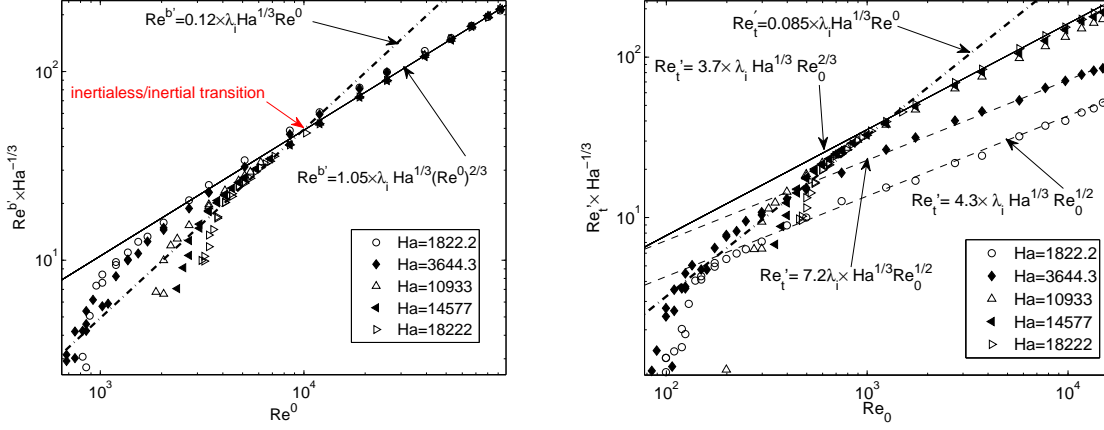 Re^b'=0.12×λ_i Ha^1/3 Re^0
10^2
inertialess/inertial transition
Re^b'×Ha^-1/3
Re^b'=1.05×λ_i Ha^1/3(Re^0)^2/3
10^1
Ha=1822.2
Ha=3644.3
Ha=10933
Ha=14577
Ha=18222
10^3
10^4
Re^0
Re_t'=0.085×λ_i Ha^1/3 Re^0
10^2
Re_t'= 3.7× λ_i Ha^1/3 Re_0^2/3
Re_t'× Ha^-1/3
10^1
Re_t'= 4.3× λ_i Ha^1/3 Re_0^1/2
Re_t'= 7.2λ_i× Ha^1/3 Re_0^1/2
Ha=1822.2
Ha=3644.3
Ha=10933
Ha=14577
Ha=18222
10^2
10^3
10^4
Re_0